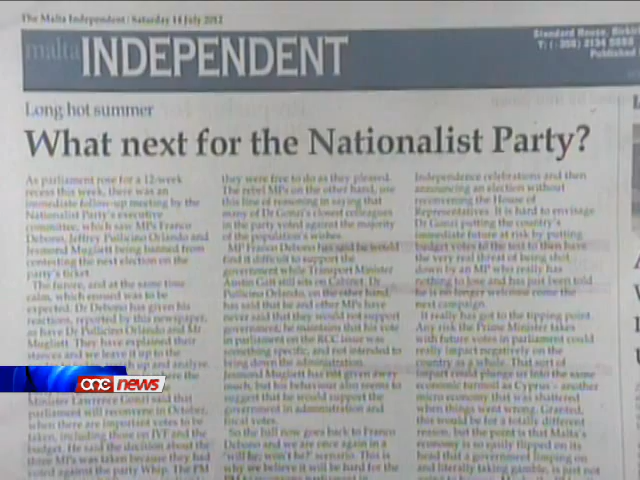 The Malta Independent | Saturday 14 July 2012
malta INDEPENDENT
Standard House, Birkirk
T: (+356) 2134 5888
Published
Long hot summer
What next for the Nationalist Party?
As parliament rose for a 12-week
recess this week, there was an
immediate follow-up meeting by the
Nationalist Party's executive
committee, which saw MPs Franco
Debono, Jeffrey Pullicino Orlando and
Jesmond Mugliett being banned from
contesting the next election on the
party's ticket.
The furore, and at the same time
calm, which ensued was to be
expected. Dr Debono has given his
reactions, reported by this newspaper,
as have Dr Pullicino Orlando and Mr
Mugliett. They have explained their
stances and we leave it up to the
and analyse
the
Minister Lawrence Gonzi said that
parliament will reconvene in October,
when there are important votes to be
taken, including those on IVF and the
budget. He said the decision about the
three MPs was taken because they had
voted against the party Whip. The PM
they were free to do as they pleased.
The rebel MPs on the other hand, use
this line of reasoning in saying that
many of Dr Gonzi's closest colleagues
in the party voted against the majority
of the population's wishes.
MP Franco Debono has said he would
find it difficult to support the
government while Transport Minister
Austin Gatt still sits on Cabinet. Dr
Pullicino Orlando, on the other hand,
has said that he and other MPs have
never said that they would not support
government, he maintains that his vote
in parliament on the RCC issue was
something specific, and not intended to
bring down the administration.
Jesmond Mugliett has not given away
much, but his behaviour also seems to
suggest that he would support the
government in administration and
fiscal votes.
So the ball now goes back to Franco
Debono and we are once again in a
"will he; won't he?" scenario. This is
why we believe it will be hard for the
PM to
Independence celebrations and then
announcing an election without
reconvening the House of
Representatives. It is hard to envisage
Dr Gonzi putting the country's
immediate future at risk by putting
budget votes to the test to then have
the very real threat of being shot
down by an MP who really has
nothing to lose and has just been told
he is no longer welcome come the
next campaign.
It really has got to the tipping point.
Any risk the Prime Minister takes
with future votes in parliament could
really impact negatively on the
country as a whole. That sort of
impact could plunge us into the same
economic turmoil as Cyprus – another
micro economy that was shattered
when things went wrong. Granted,
this would be for a totally different
reason, but the point is that Malta's
economy is so easily flipped on its
head that a government limping on
and literally taking gamble, is just not
one news